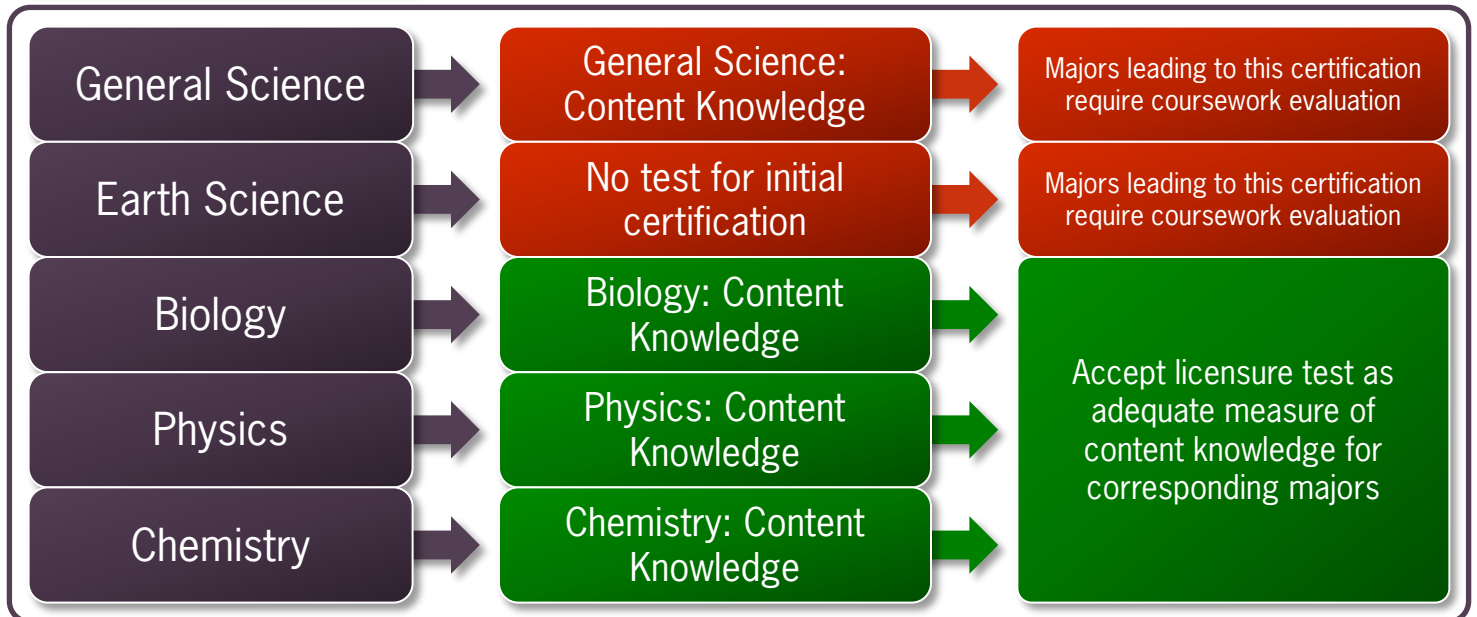 General Science
General Science:
Content Knowledge
Majors leading to this certification
require coursework evaluation
Earth Science
No test for initial
certification
Majors leading to this certification
require coursework evaluation
Biology
Biology: Content
Knowledge
Physics
Physics: Content
Knowledge
Chemistry
Chemistry: Content
Knowledge
Accept licensure test as
adequate measure of
content knowledge for
corresponding majors